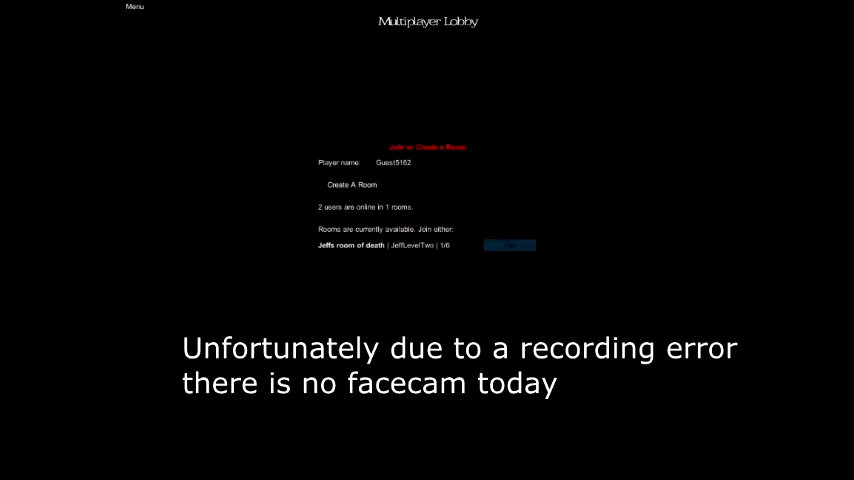 Menu
Multiplayer Lobby
Join or Create a Room
Player name: Guest5162
Create A Room
2 users are online in 1 rooms.
Rooms are currently available. Join either:
Jeffs room of death | JeffLevelTwo | 1/6
Unfortunately due to a recording error
there is no facecam today